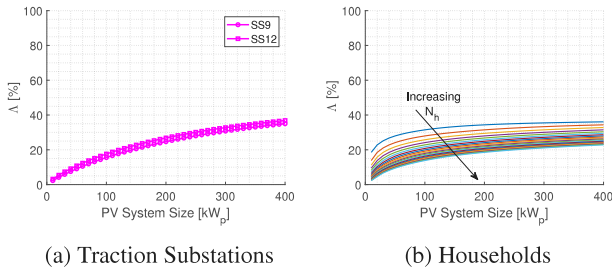 100
80
60
40
20
0
Λ [%]
SS9
SS12
0 100 200 300 400
PV System Size [kWp]
(a) Traction Substations
100
80
60
40
20
0
Λ [%]
Increasing
Nh
0 100 200 300 400
PV System Size [kWp]
(b) Households